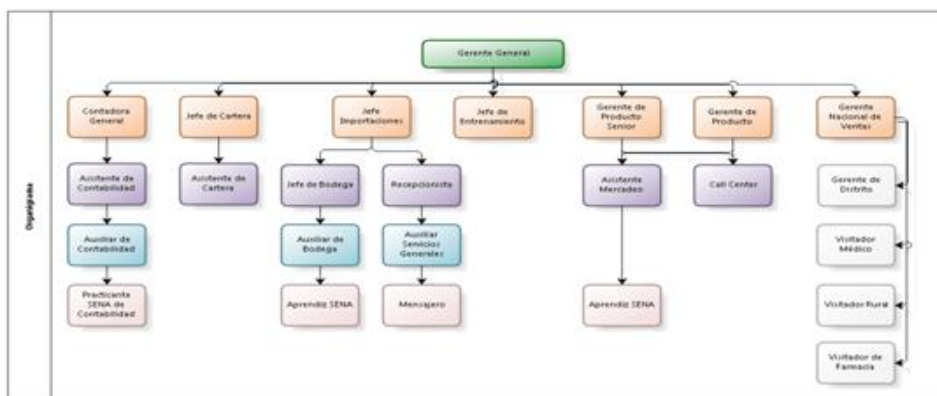 Organigrama
Gerente General
Contadora
General
Jefe de Cartera
Jefe
Importaciones
Jefe de
Entrenamiento
Gerente de
Producto
Senior
Gerente de
Producto
Gerente
Nacional de
Ventas
Asistente de
Contabilidad
Asistente de
Cartera
Jefe de Bodega
Recepcionista
Asistente
Mercadeo
Call Center
Gerente de
Distrito
Auxiliar de
Contabilidad
Auxiliar de
Bodega
Auxiliar
Servicios
Generales
Visitador
Médico
Practicante
SENA de
Contabilidad
Aprendiz SENA
Mensajero
Aprendiz SENA
Visitador Rural
Visitador de
Farmacia